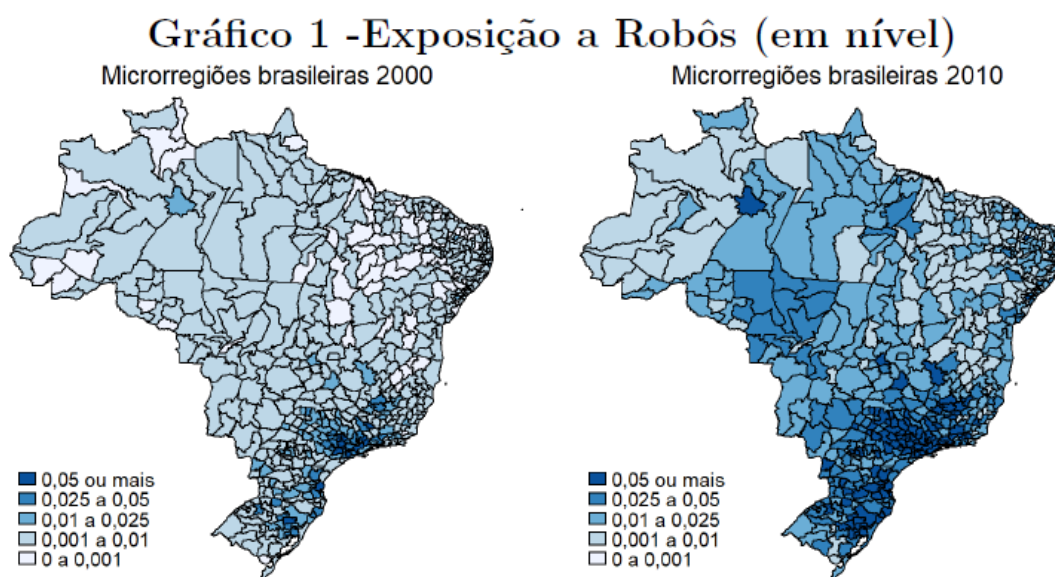 Gráfico 1 -Exposição a Robôs (em nível)
Microrregiões brasileiras 2000
0,05 ou mais
0,025 a 0,05
0,01 a 0,025
0,001 a 0,01
0 a 0,001
Microrregiões brasileiras 2010
0,05 ou mais
0,025 a 0,05
0,01 a 0,025
0,001 a 0,01
0 a 0,001